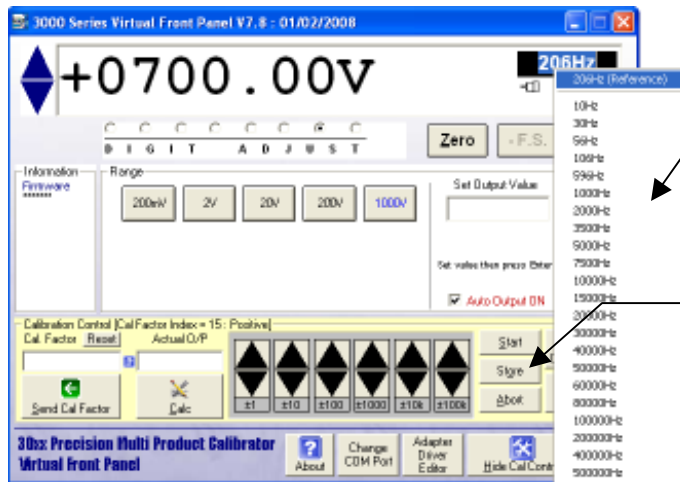 3000 Series Virtual Front Panel V7.8 : 01/02/2008
+0700.00V
206Hz
206Hz (Reference)
10Hz
30Hz
56Hz
106Hz
596Hz
1000Hz
2000Hz
3500Hz
5000Hz
7500Hz
10000Hz
15000Hz
20000Hz
30000Hz
40000Hz
50000Hz
60000Hz
80000Hz
100000Hz
200000Hz
400000Hz
500000Hz
D I G I T A D J U S T
Zero
- F.S.
Information
Firmware
Range
200mV
2V
20V
200V
1000V
Set Output Value
Set value then press Enter
Auto Output ON
Calibration Control [Cal Factor Index = 15 : Positive]
Cal. Factor
Reset
Actual O/P
Send Cal Factor
Calc
±1
±10
±100
±1000
±10k
±100k
Start
Store
Abort
30xx Precision Multi Product Calibrator
Virtual Front Panel
About
Change COM Port
Adapter Driver Editor
Hide Cal Cont